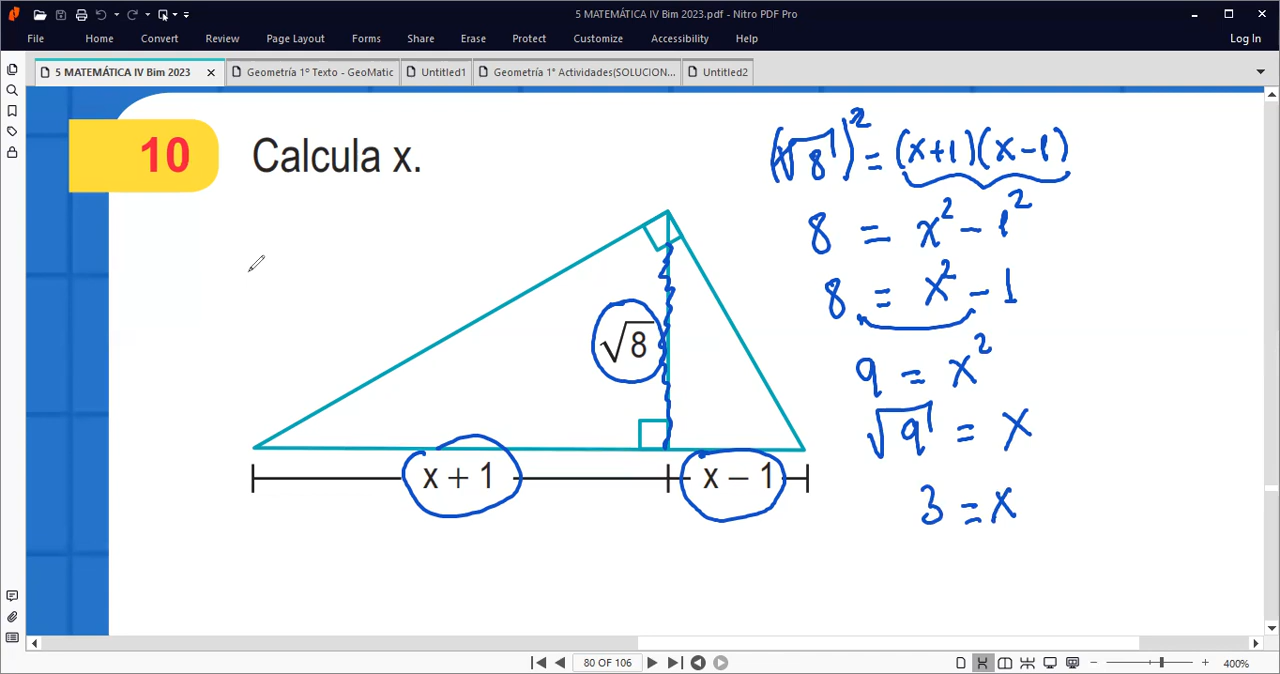 5 MATEMÁTICA IV Bim 2023.pdf - Nitro PDF Pro
File Home Convert Review Page Layout Forms Share Erase Protect Customize Accessibility Help Log In
5 MATEMÁTICA IV Bim 2023 Geometría 1º Texto - GeoMatic Untitled1 Geometría 1° Actividades(SOLUCION... Untitled2
10 Calcula x.
√8
x + 1 x − 1
(√8)² = (x+1)(x−1)
8 = x² − 1²
8 = x² − 1
9 = x²
√9 = x
3 = x
80 OF 106
400%